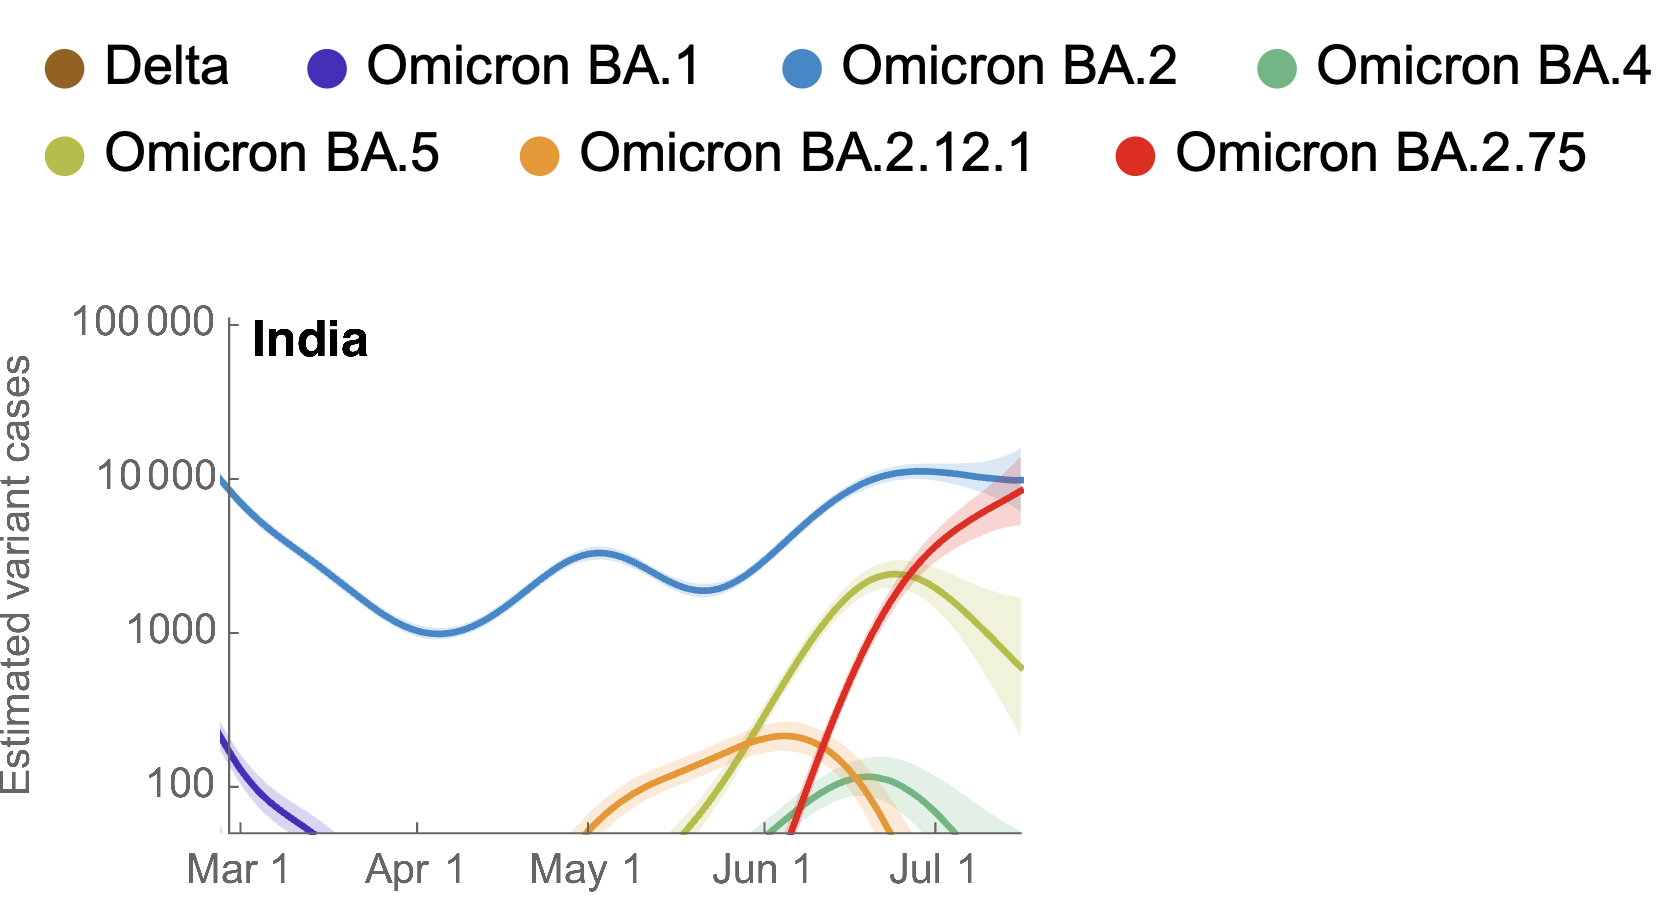 Delta Omicron BA.1 Omicron BA.2 Omicron BA.4
Omicron BA.5 Omicron BA.2.12.1 Omicron BA.2.75
India
Estimated variant cases
100 000
10 000
1000
100
Mar 1 Apr 1 May 1 Jun 1 Jul 1